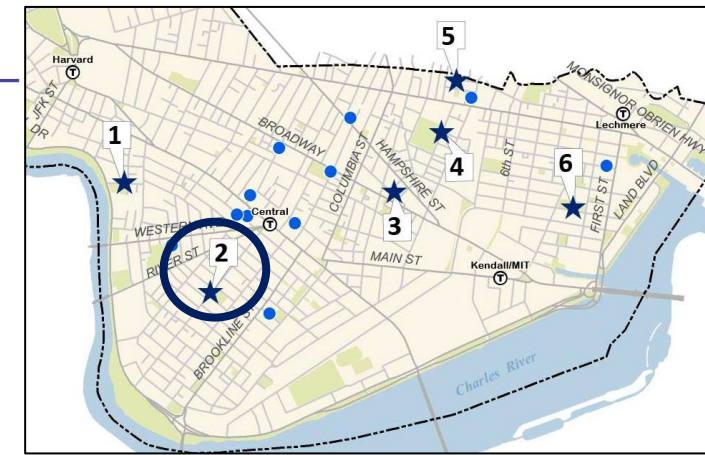 5
Harvard
T
MONSIGNOR OBRIEN HWY
JFK ST
DR
T
Lechmere
1
BROADWAY
COLUMBIA ST
HAMPSHIRE ST
4
6th ST
6
FIRST ST
LAND BLVD
3
Central
T
WESTERN
RIVER ST
2
MAIN ST
Kendall/MIT
T
BROOKLINE ST
Charles River